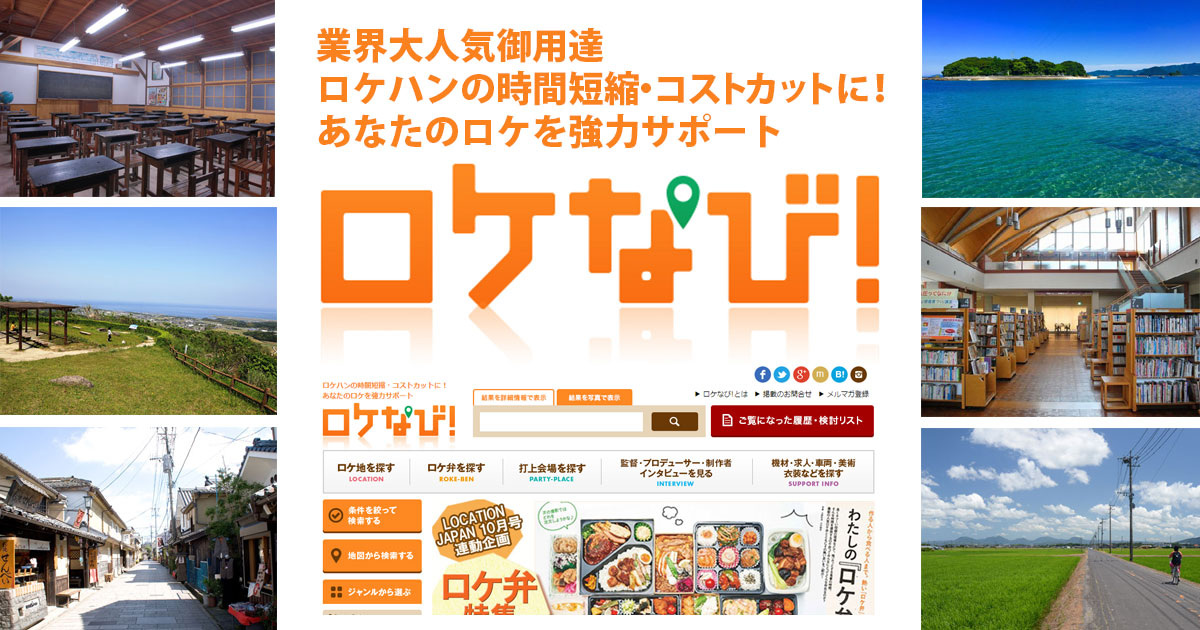 業界大人気御用達
ロケハンの時間短縮・コストカットに！
あなたのロケを強力サポート
ロケなび！
ロケハンの時間短縮・コストカットに！
あなたのロケを強力サポート
ロケなび！
結果を詳細情報で表示 結果を写真で表示
▶ ロケなび!とは ▶ 掲載のお問合せ ▶ メルマガ登録
ご覧になった履歴・検討リスト
ロケ地を探す
LOCATION
ロケ弁を探す
ROKE-BEN
打上会場を探す
PARTY-PLACE
監督・プロデューサー・制作者
インタビューを見る
INTERVIEW
機材・求人・車両・美術
衣装などを探す
SUPPORT INFO
条件を絞って
検索する
地図から検索する
ジャンルから選ぶ
LOCATION
JAPAN 10月号
連動企画
ロケ弁
特集
わたしの『ロケ弁
せんべい